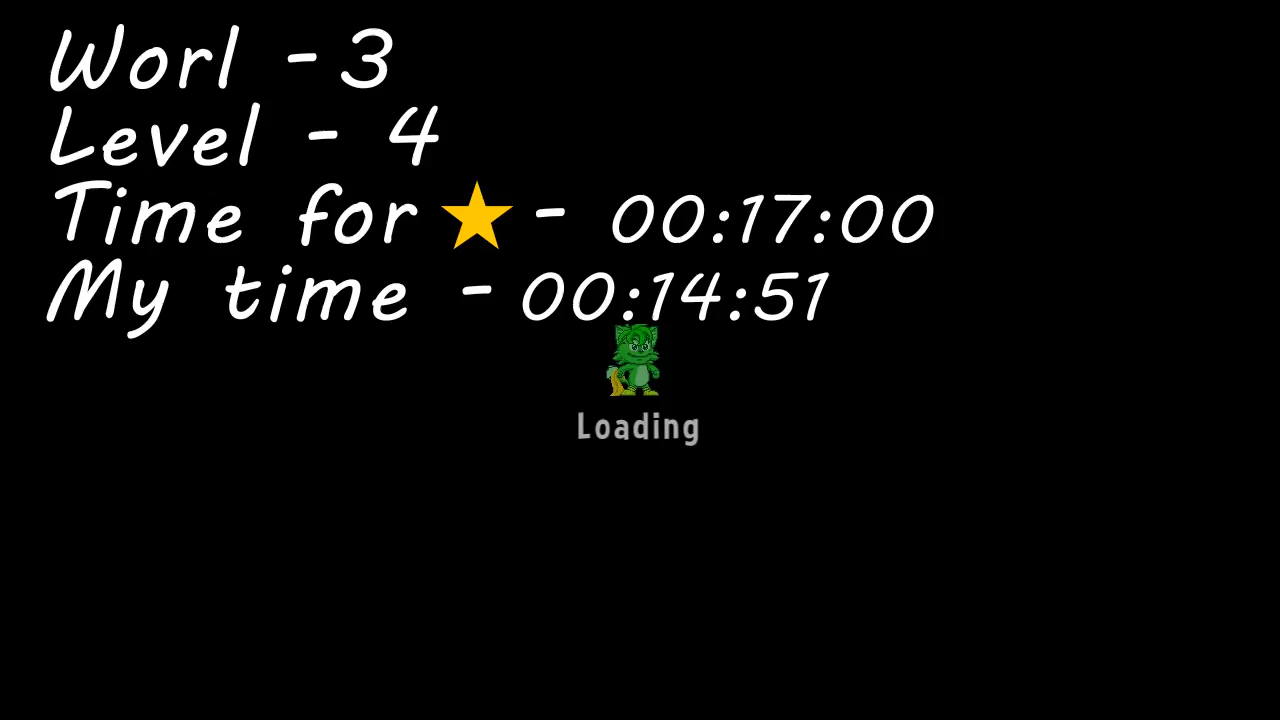 Worl - 3
Level - 4
Time for - 00:17:00
My time - 00:14:51
Loading